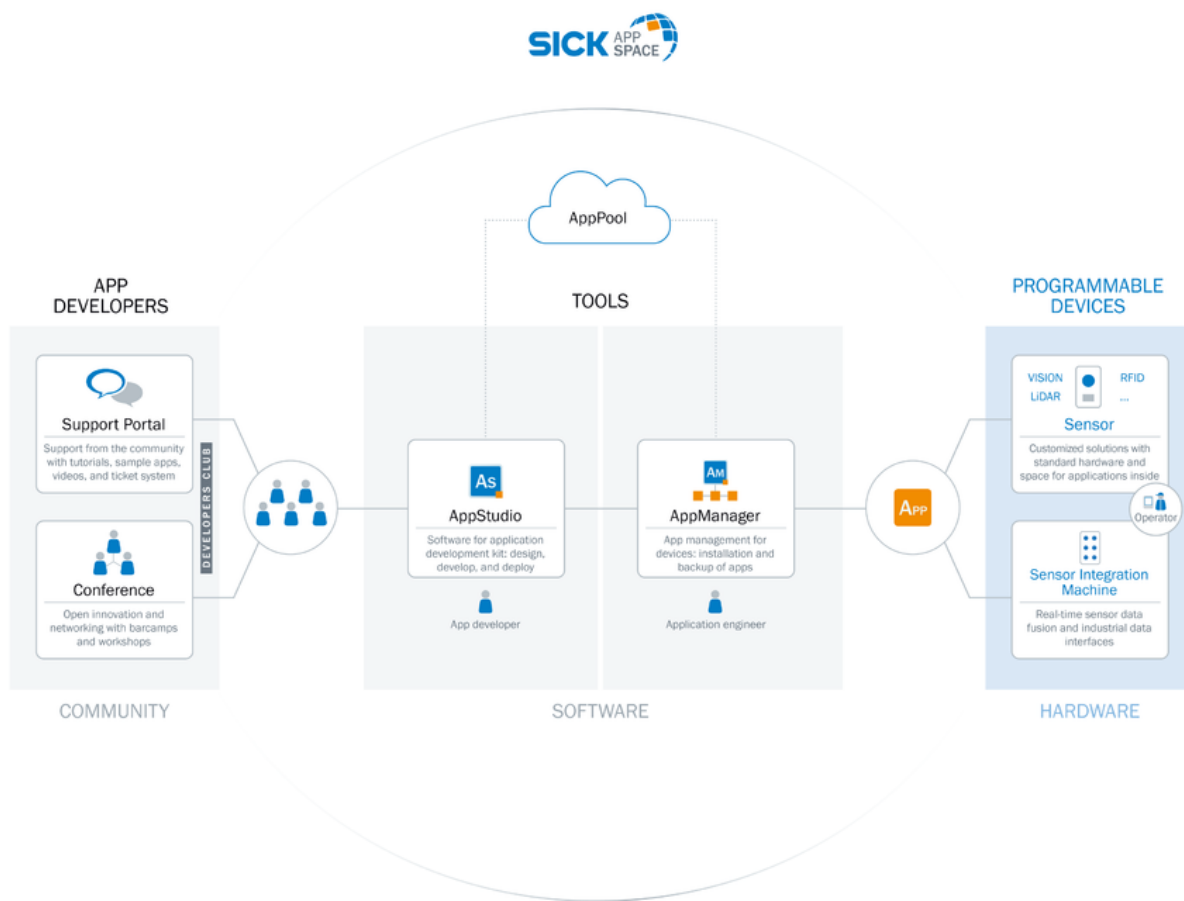 SICK APP SPACE
AppPool
APP
DEVELOPERS
TOOLS
PROGRAMMABLE
DEVICES
Support Portal
Support from the community
with tutorials, sample apps,
videos, and ticket system
Conference
Open innovation and
networking with barcamps
and workshops
DEVELOPERS CLUB
As
AppStudio
Software for application
development kit: design,
develop, and deploy
App developer
AM
AppManager
App management for
devices: installation and
backup of apps
Application engineer
APP
VISION
RFID
LiDAR
...
Sensor
Customized solutions with
standard hardware and
space for applications inside
Operator
Sensor Integration
Machine
Real-time sensor data
fusion and industrial data
interfaces
COMMUNITY
SOFTWARE
HARDWARE